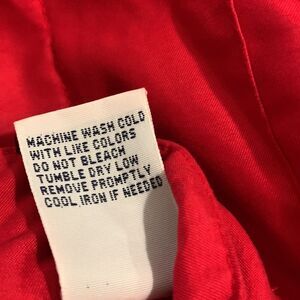 MACHINE WASH COLD
WITH LIKE COLORS
DO NOT BLEACH
TUMBLE DRY LOW
REMOVE PROMPTLY
COOL IRON IF NEEDED